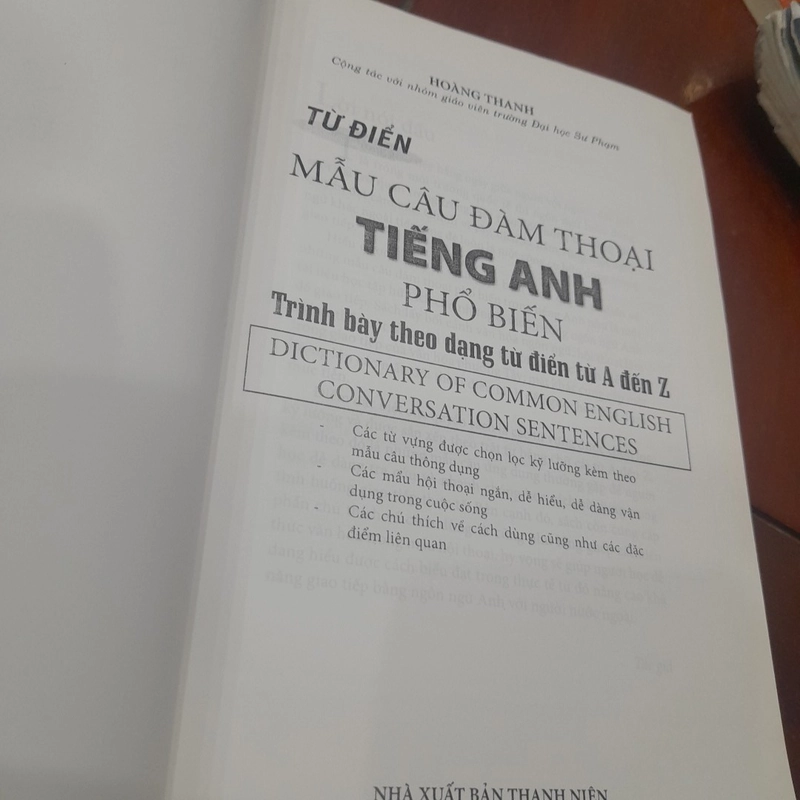 HOÀNG THANH
Cộng tác với nhóm giáo viên trường Đại học Sư Phạm
TỪ ĐIỂN
MẪU CÂU ĐÀM THOẠI
TIẾNG ANH
PHỔ BIẾN
Trình bày theo dạng từ điển từ A đến Z
DICTIONARY OF COMMON ENGLISH
CONVERSATION SENTENCES
- Các từ vựng được chọn lọc kỹ lưỡng kèm theo
mẫu câu thông dụng
- Các mẩu hội thoại ngắn, dễ hiểu, dễ dàng vận
dụng trong cuộc sống
- Các chú thích về cách dùng cũng như các đặc
điểm liên quan
NHÀ XUẤT BẢN THANH NIÊN